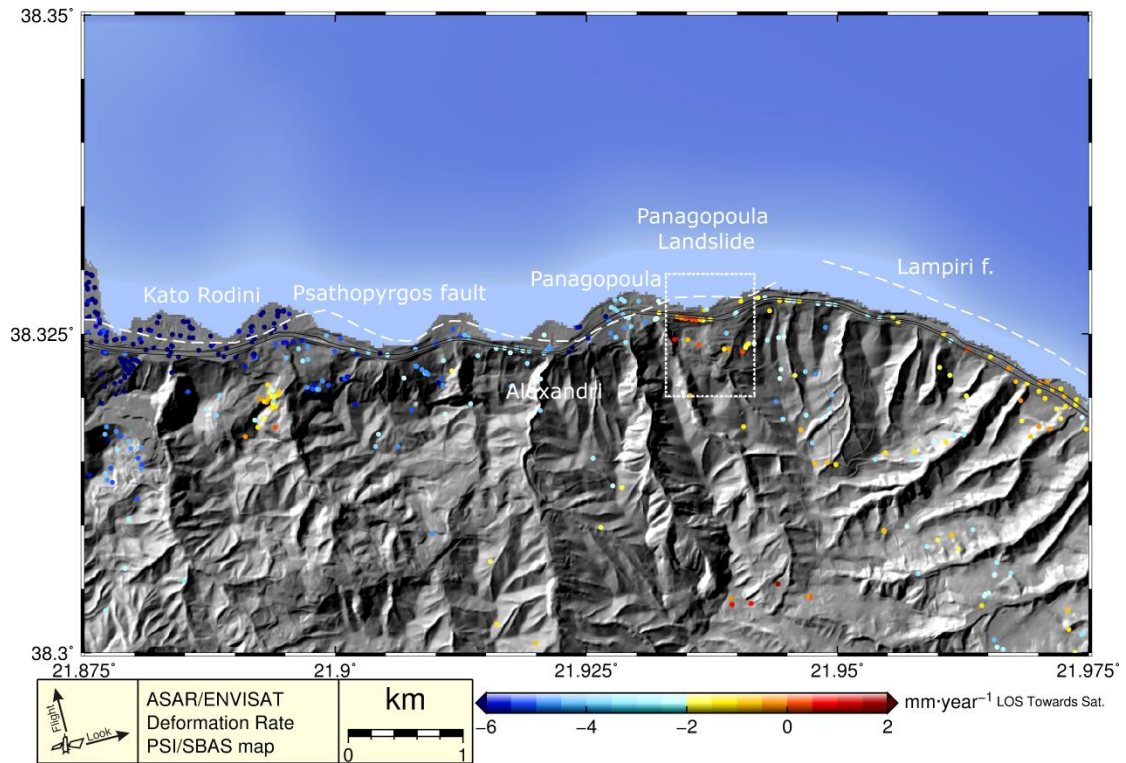 38.35°
Panagopoula
Landslide
Lampiri f.
Panagopoula
Kato Rodini
Psathopyrgos fault
38.325°
Alexandri
38.3°
21.875° 21.9° 21.925° 21.95° 21.975°
Flight
Look
ASAR/ENVISAT
Deformation Rate
PSI/SBAS map
km
0 1
−6 −4 −2 0 2
mm·year⁻¹ LOS Towards Sat.